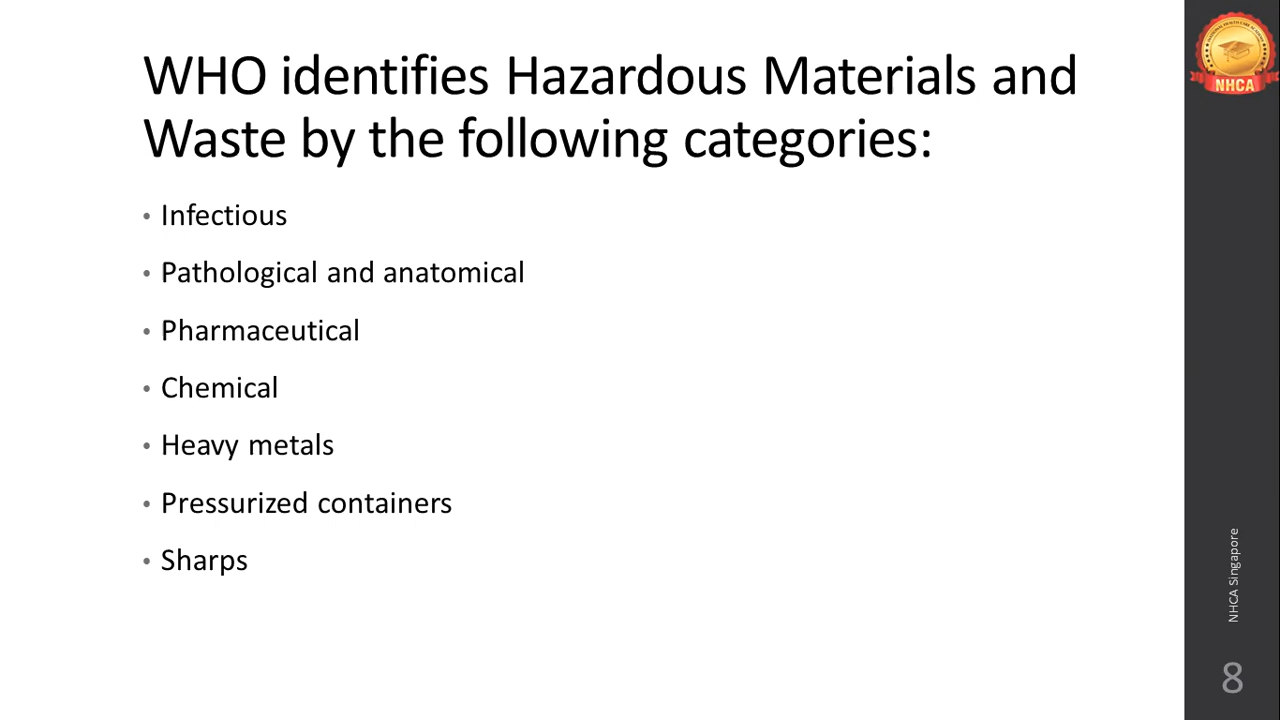 WHO identifies Hazardous Materials and
Waste by the following categories:
• Infectious
• Pathological and anatomical
• Pharmaceutical
• Chemical
• Heavy metals
• Pressurized containers
• Sharps
NHCA
NHCA Singapore
8